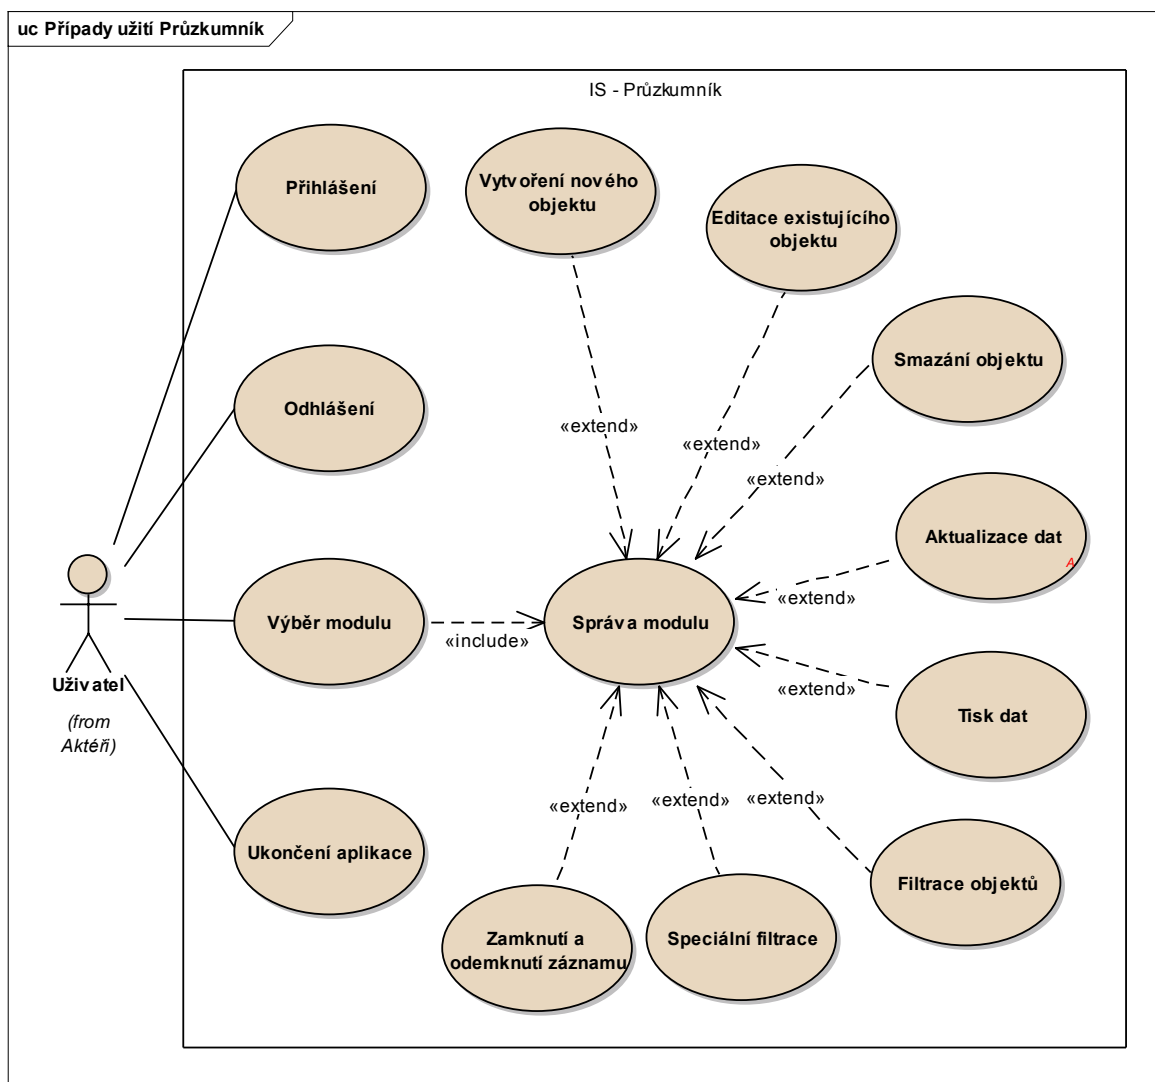 uc Případy užití Průzkumník
IS - Průzkumník
Přihlášení
Vytvoření nového
objektu
Editace existujícího
objektu
Smazání objektu
Odhlášení
«extend»
«extend»
«extend»
Aktualizace dat
A
«extend»
Výběr modulu
«include»
Správa modulu
Uživatel
(from
Aktéři)
«extend»
Tisk dat
«extend»
«extend»
«extend»
Ukončení aplikace
Filtrace objektů
Zamknutí a
odemknutí záznamu
Speciální filtrace